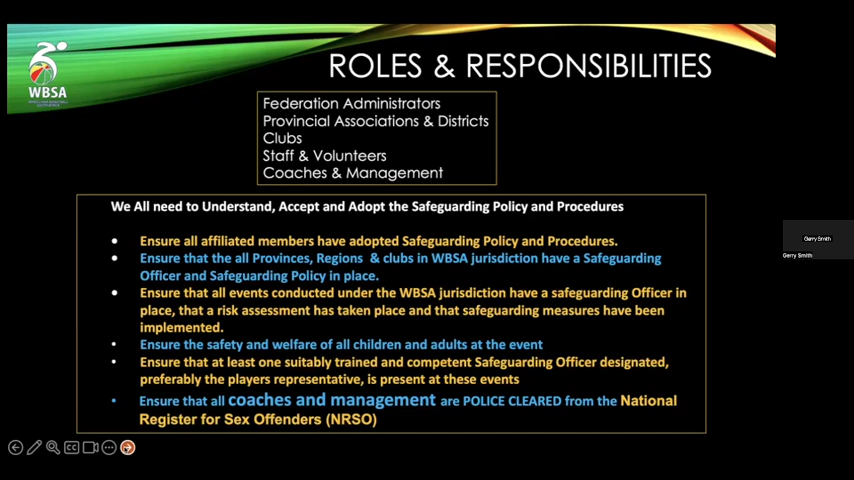 WBSA
ROLES & RESPONSIBILITIES
Federation Administrators
Provincial Associations & Districts
Clubs
Staff & Volunteers
Coaches & Management
We All need to Understand, Accept and Adopt the Safeguarding Policy and Procedures
Ensure all affiliated members have adopted Safeguarding Policy and Procedures.
Ensure that the all Provinces, Regions & clubs in WBSA jurisdiction have a Safeguarding
Officer and Safeguarding Policy in place.
Ensure that all events conducted under the WBSA jurisdiction have a safeguarding Officer in
place, that a risk assessment has taken place and that safeguarding measures have been
implemented.
Ensure the safety and welfare of all children and adults at the event
Ensure that at least one suitably trained and competent Safeguarding Officer designated,
preferably the players representative, is present at these events
Ensure that all coaches and management are POLICE CLEARED from the National
Register for Sex Offenders (NRSO)
Gerry Smith
Gerry Smith
CC